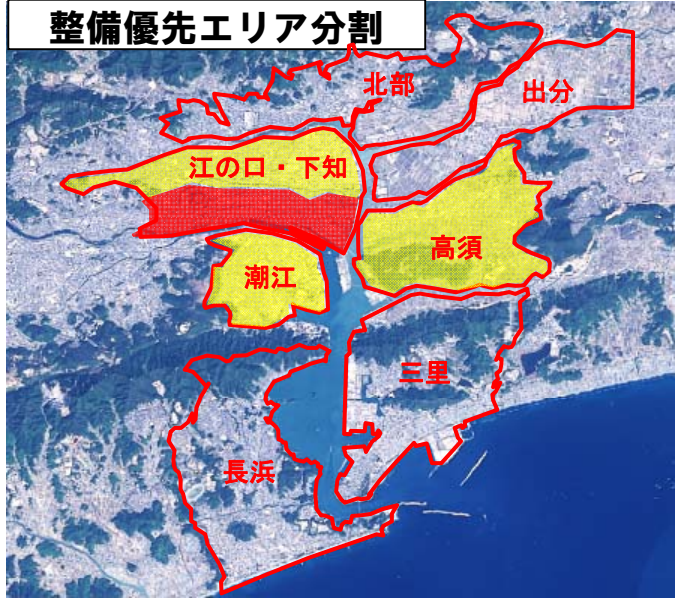 整備優先エリア分割
北部
出分
江の口・下知
高須
潮江
三里
長浜